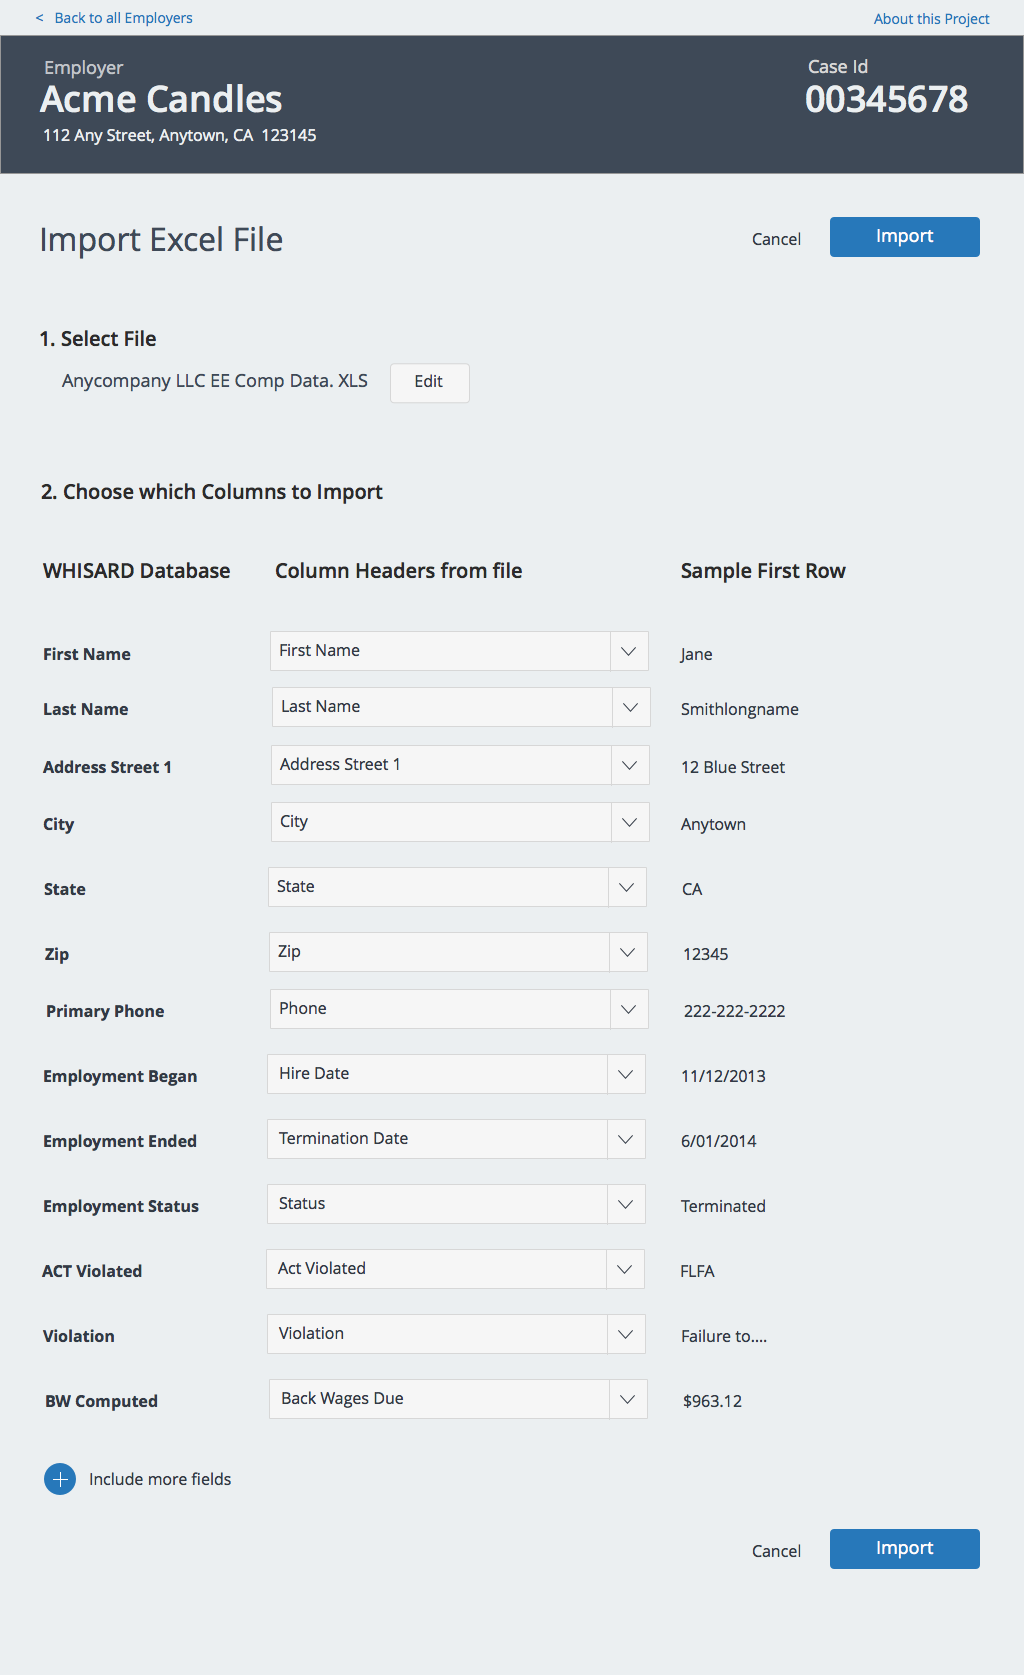 < Back to all Employers
About this Project
Employer
Case Id
Acme Candles
00345678
112 Any Street, Anytown, CA 123145
Import Excel File
Cancel
Import
1. Select File
Anycompany LLC EE Comp Data. XLS
Edit
2. Choose which Columns to Import
WHISARD Database
Column Headers from file
Sample First Row
First Name
First Name
Jane
Last Name
Last Name
Smithlongname
Address Street 1
Address Street 1
12 Blue Street
City
City
Anytown
State
State
CA
Zip
Zip
12345
Primary Phone
Phone
222-222-2222
Employment Began
Hire Date
11/12/2013
Employment Ended
Termination Date
6/01/2014
Employment Status
Status
Terminated
ACT Violated
Act Violated
FLFA
Violation
Violation
Failure to....
BW Computed
Back Wages Due
$963.12
Include more fields
Cancel
Import